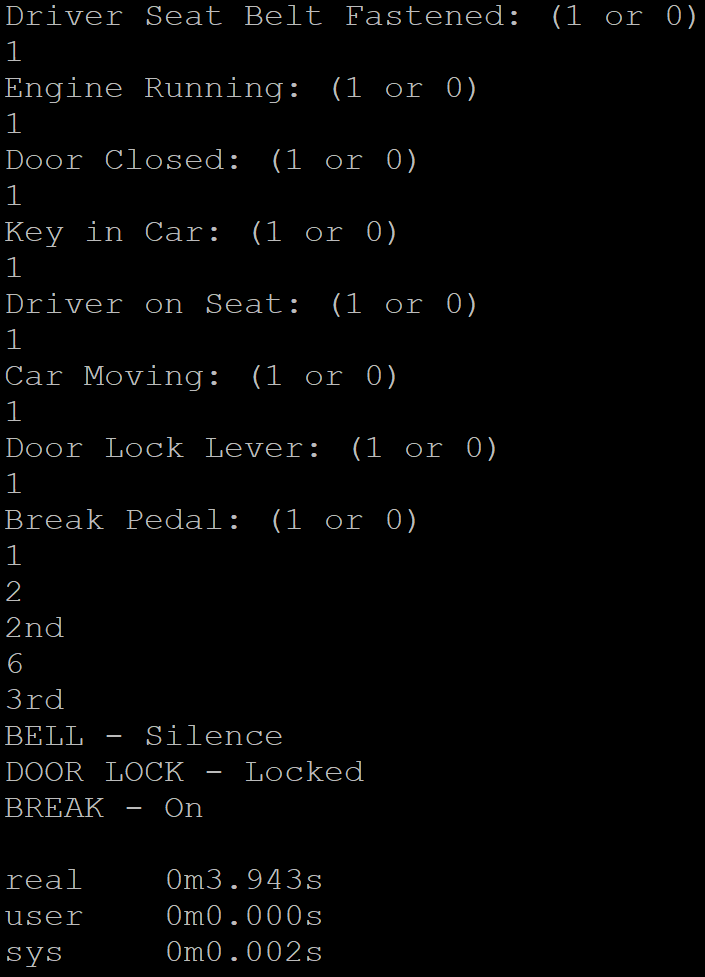 Driver Seat Belt Fastened: (1 or 0)
1
Engine Running: (1 or 0)
1
Door Closed: (1 or 0)
1
Key in Car: (1 or 0)
1
Driver on Seat: (1 or 0)
1
Car Moving: (1 or 0)
1
Door Lock Lever: (1 or 0)
1
Break Pedal: (1 or 0)
1
2
2nd
6
3rd
BELL - Silence
DOOR LOCK - Locked
BREAK - On
real 0m3.943s
user 0m0.000s
sys 0m0.002s